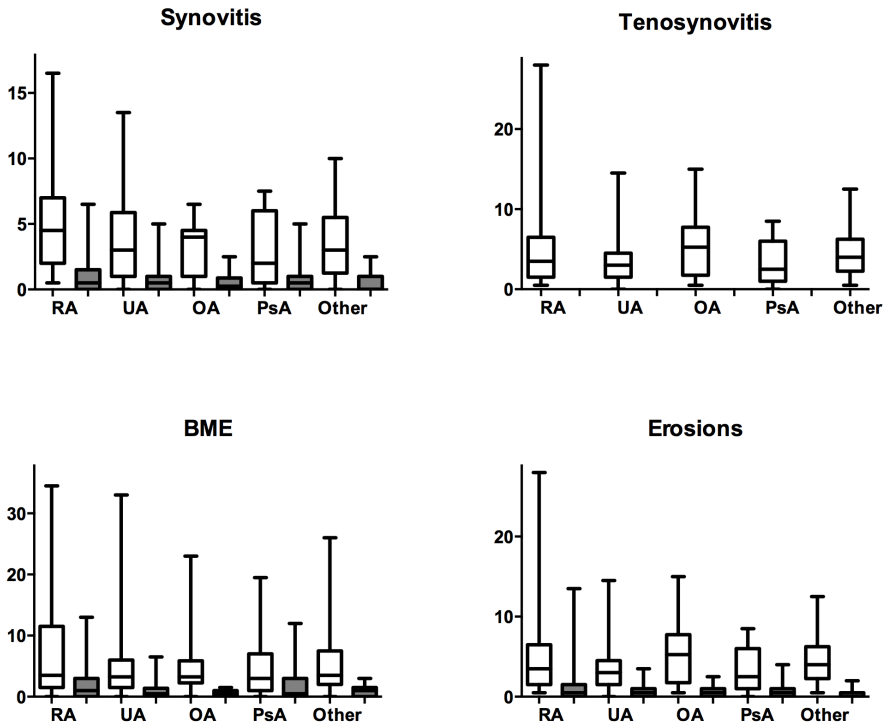 Synovitis
15
10
5
0
RA UA OA PsA Other
Tenosynovitis
20
10
0
RA UA OA PsA Other
BME
30
20
10
0
RA UA OA PsA Other
Erosions
20
10
0
RA UA OA PsA Other